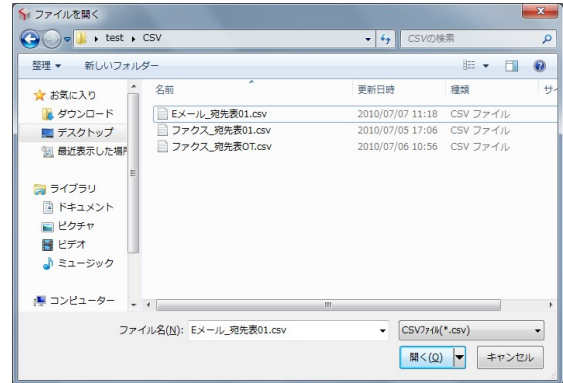 ファイルを開く
test CSV CSVの検索
整理 新しいフォルダー
お気に入り
ダウンロード
デスクトップ
最近表示した場所
ライブラリ
ドキュメント
ピクチャ
ビデオ
ミュージック
コンピューター
名前 更新日時 種類 サイ
Eメール_宛先表01.csv 2010/07/07 11:18 CSV ファイル
ファクス_宛先表01.csv 2010/07/05 17:06 CSV ファイル
ファクス_宛先表OT.csv 2010/07/06 10:56 CSV ファイル
ファイル名(N): Eメール_宛先表01.csv CSVファイル(*.csv)
開く(O) キャンセル